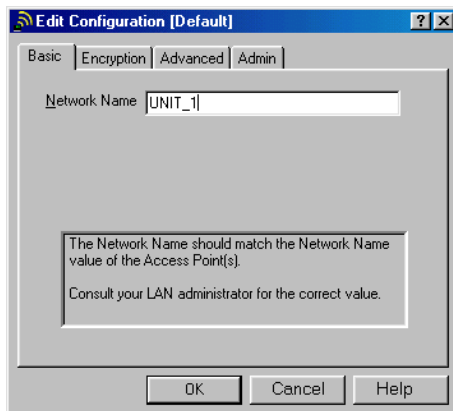 Edit Configuration [Default]
Basic Encryption Advanced Admin
Network Name UNIT_1
The Network Name should match the Network Name
value of the Access Point(s).
Consult your LAN administrator for the correct value.
OK Cancel Help